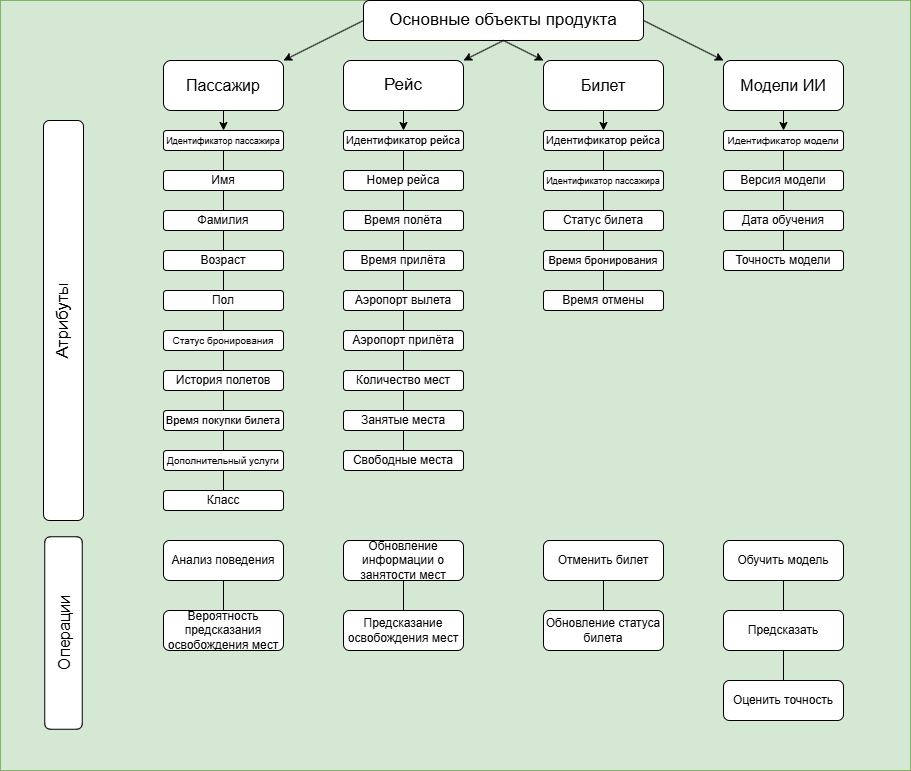 Основные объекты продукта
Пассажир
Рейс
Билет
Модели ИИ
Атрибуты
Идентификатор пассажира
Имя
Фамилия
Возраст
Пол
Статус бронирования
История полетов
Время покупки билета
Дополнительный услуги
Класс
Идентификатор рейса
Номер рейса
Время полёта
Время прилёта
Аэропорт вылета
Аэропорт прилёта
Количество мест
Занятые места
Свободные места
Идентификатор рейса
Идентификатор пассажира
Статус билета
Время бронирования
Время отмены
Идентификатор модели
Версия модели
Дата обучения
Точность модели
Операции
Анализ поведения
Вероятность
предсказания
освобождения мест
Обновление
информации о
занятости мест
Предсказание
освобождения мест
Отменить билет
Обновление статуса
билета
Обучить модель
Предсказать
Оценить точность